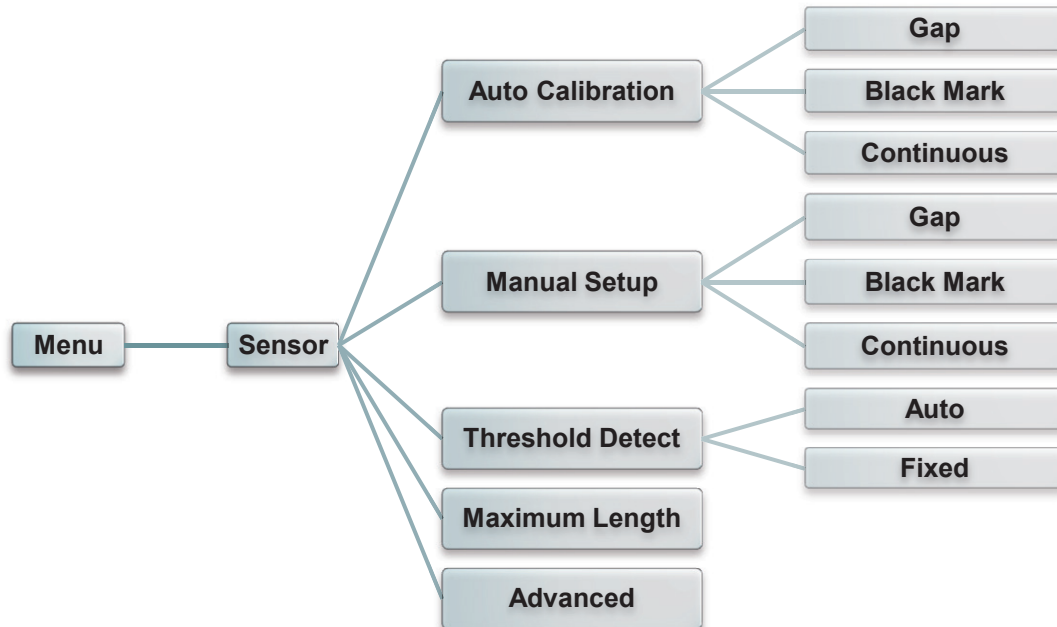 Menu
Sensor
Auto Calibration
Gap
Black Mark
Continuous
Manual Setup
Gap
Black Mark
Continuous
Threshold Detect
Auto
Fixed
Maximum Length
Advanced